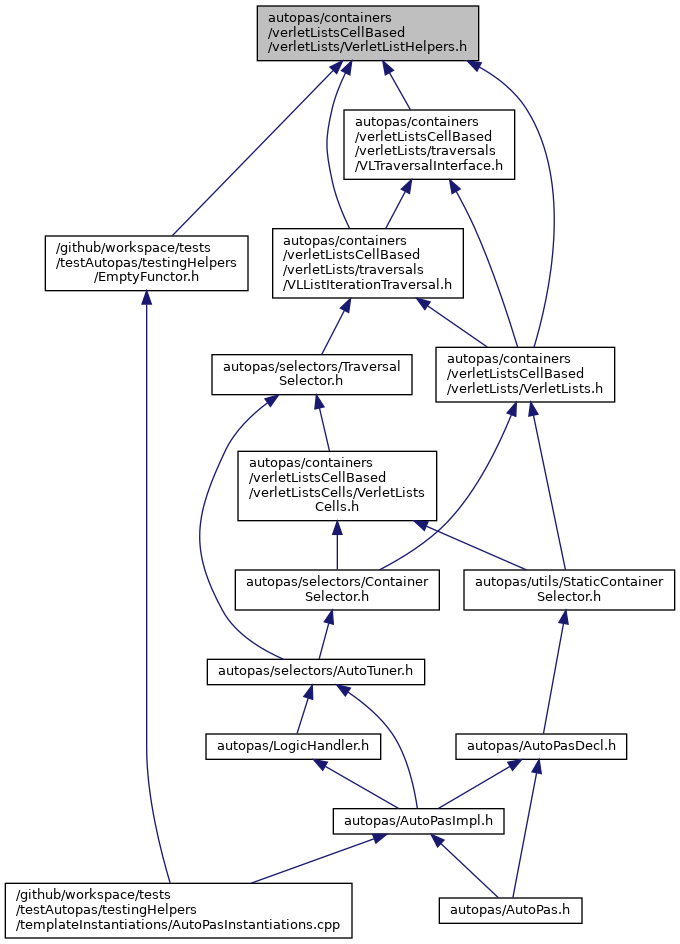 autopas/containers
/verletListsCellBased
/verletLists/VerletListHelpers.h
autopas/containers
/verletListsCellBased
/verletLists/traversals
/VLTraversalInterface.h
/github/workspace/tests
/testAutopas/testingHelpers
/EmptyFunctor.h
autopas/containers
/verletListsCellBased
/verletLists/traversals
/VLListIterationTraversal.h
autopas/selectors/Traversal
Selector.h
autopas/containers
/verletListsCellBased
/verletLists/VerletLists.h
autopas/containers
/verletListsCellBased
/verletListsCells/VerletLists
Cells.h
autopas/selectors/Container
Selector.h
autopas/utils/StaticContainer
Selector.h
autopas/selectors/AutoTuner.h
autopas/LogicHandler.h
autopas/AutoPasDecl.h
autopas/AutoPasImpl.h
/github/workspace/tests
/testAutopas/testingHelpers
/templateInstantiations/AutoPasInstantiations.cpp
autopas/AutoPas.h